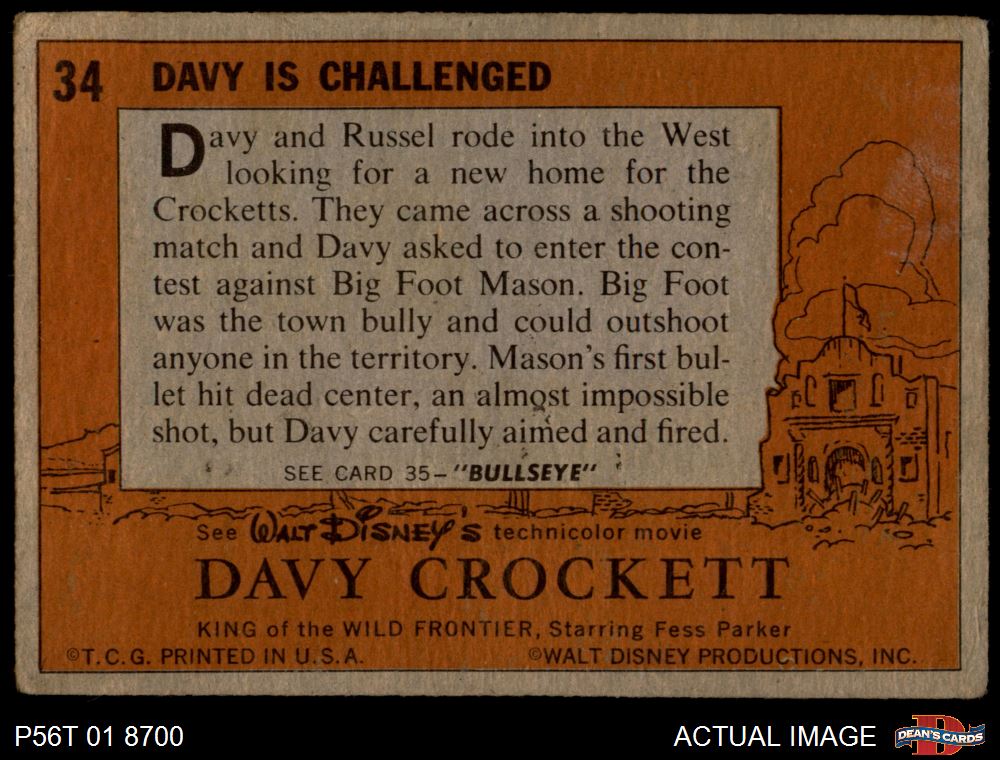 34 DAVY IS CHALLENGED
Davy and Russel rode into the West
looking for a new home for the
Crocketts. They came across a shooting
match and Davy asked to enter the con-
test against Big Foot Mason. Big Foot
was the town bully and could outshoot
anyone in the territory. Mason's first bul-
let hit dead center, an almost impossible
shot, but Davy carefully aimed and fired.
SEE CARD 35-"BULLSEYE"
See WALT DISNEY'S technicolor movie
DAVY CROCKETT
KING of the WILD FRONTIER, Starring Fess Parker
©T.C.G. PRINTED IN U.S.A. ©WALT DISNEY PRODUCTIONS, INC.
P56T 01 8700 ACTUAL IMAGE D DEAN'S CARDS